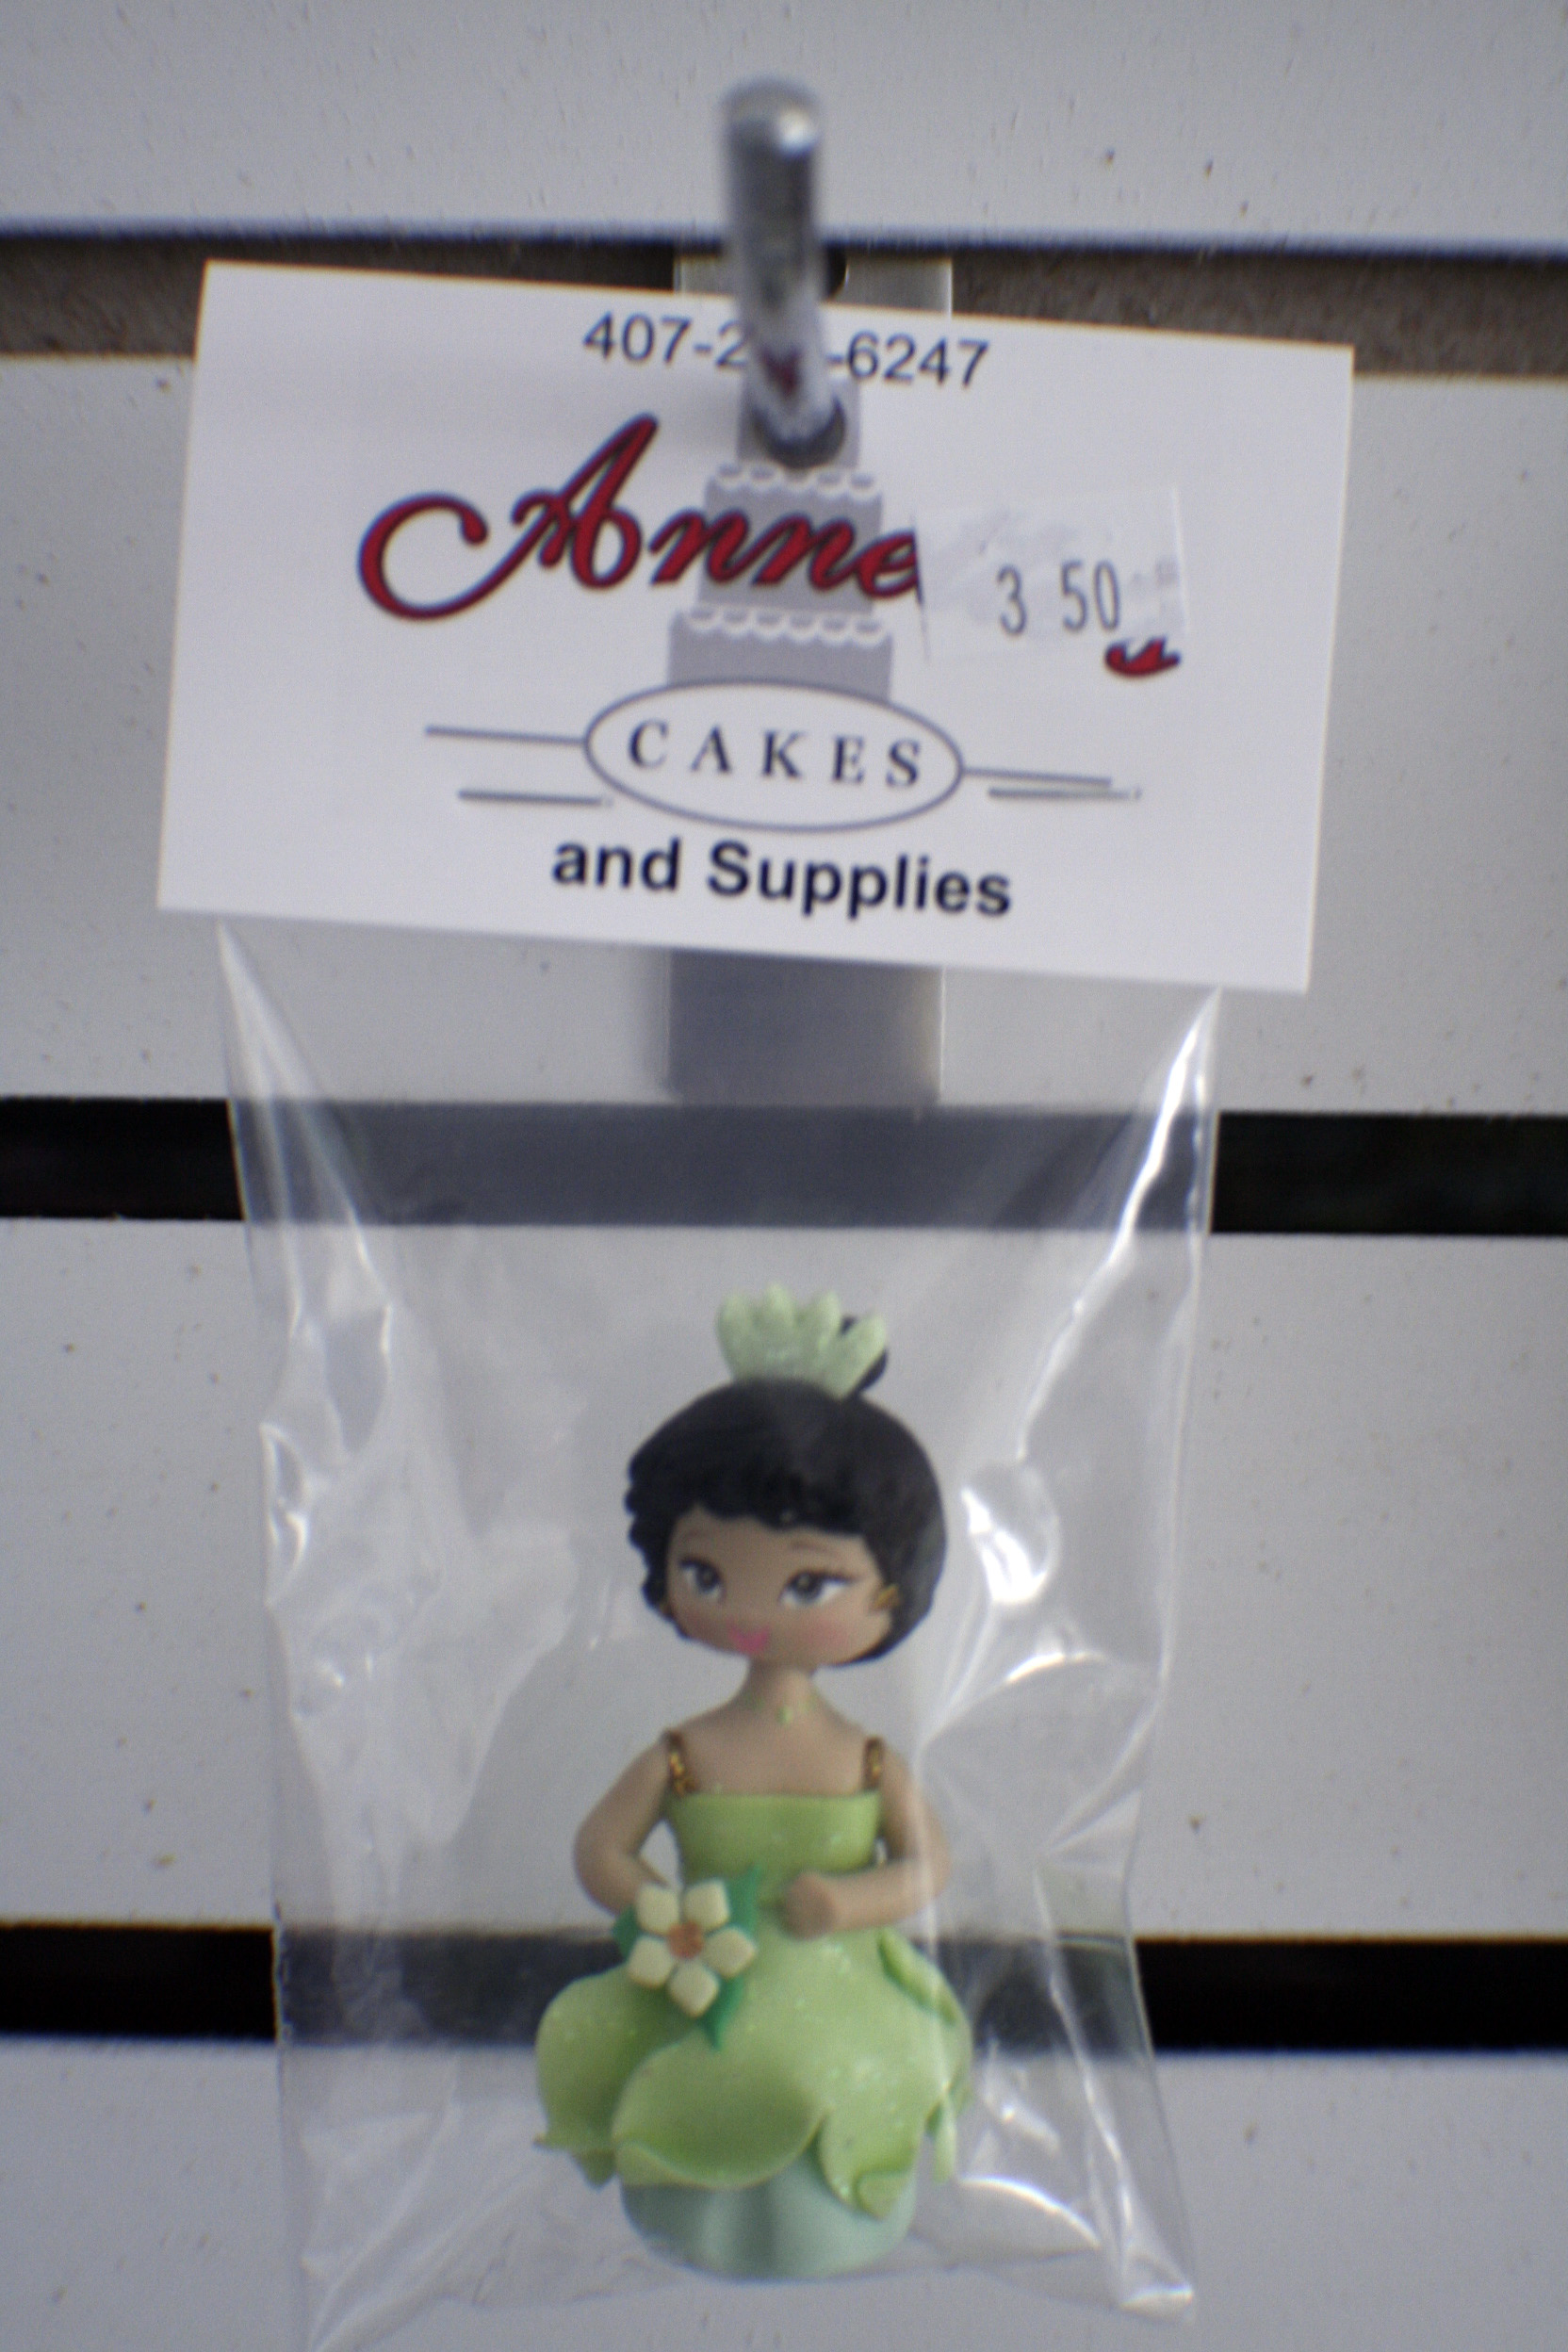 407-2 -6247
Anne
3 50
CAKES
and Supplies